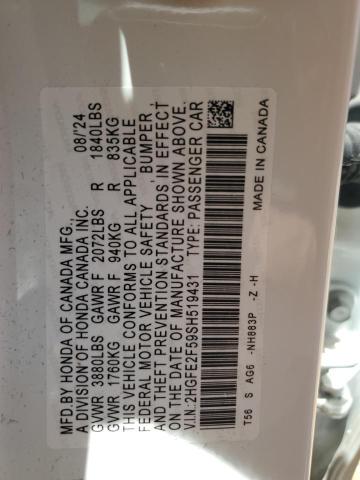 MFD. BY HONDA OF CANADA MFG., 08/'24
A DIVISION OF HONDA CANADA INC.
GVWR 3880LBS GAWR F 2072LBS R 1840LBS
GVWR 1760KG GAWR F 940KG R 835KG
THIS VEHICLE CONFORMS TO ALL APPLICABLE
FEDERAL MOTOR VEHICLE SAFETY, BUMPER,
AND THEFT PREVENTION STANDARDS IN EFFECT
ON THE DATE OF MANUFACTURE SHOWN ABOVE.
V.I.N: 2HGFE2F59SH519431 TYPE: PASSENGER CAR
T56 S AG6 -NH883P -Z -H MADE IN CANADA